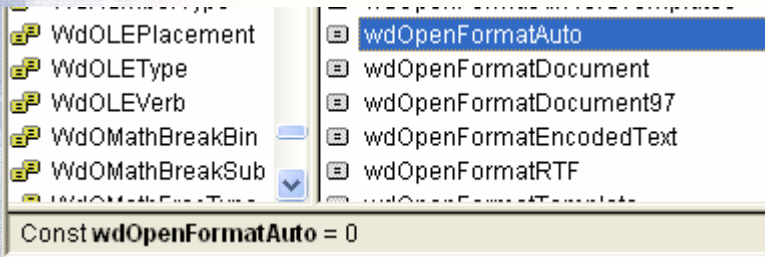 WdOLEPlacement
WdOLEType
WdOLEVerb
WdOMathBreakBin
WdOMathBreakSub
wdOpenFormatAuto
wdOpenFormatDocument
wdOpenFormatDocument97
wdOpenFormatEncodedText
wdOpenFormatRTF
Const wdOpenFormatAuto = 0